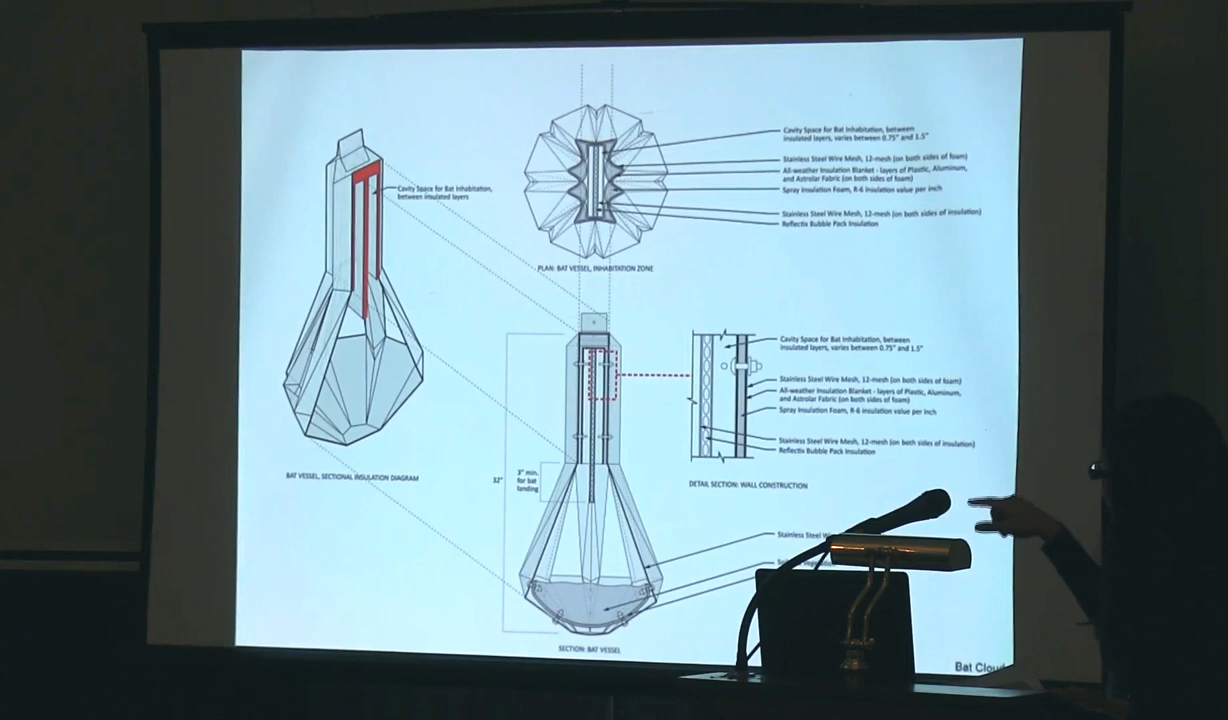 Cavity Space for Bat Inhabitation, between
insulated layers, varies between 0.75" and 1.5"
Stainless Steel Wire Mesh, 12-mesh (on both sides of foam)
All-weather Insulation Blanket - layers of Plastic, Aluminum,
and Astrolar Fabric (on both sides of foam)
Spray Insulation Foam, R-6 insulation value per inch
Stainless Steel Wire Mesh, 12-mesh (on both sides of insulation)
Reflectix Bubble Pack Insulation
Cavity Space for Bat Inhabitation,
between insulated layers
PLAN: BAT VESSEL, INHABITATION ZONE
Cavity Space for Bat Inhabitation, between
insulated layers, varies between 0.75" and 1.5"
Stainless Steel Wire Mesh, 12-mesh (on both sides of foam)
All-weather Insulation Blanket - layers of Plastic, Aluminum,
and Astrolar Fabric (on both sides of foam)
Spray Insulation Foam, R-6 insulation value per inch
Stainless Steel Wire Mesh, 12-mesh (on both sides of insulation)
Reflectix Bubble Pack Insulation
BAT VESSEL, SECTIONAL INSULATION DIAGRAM
32"
3" min.
for bat
landing
DETAIL SECTION: WALL CONSTRUCTION
Stainless Steel
SECTION: BAT VESSEL
Bat Cloud